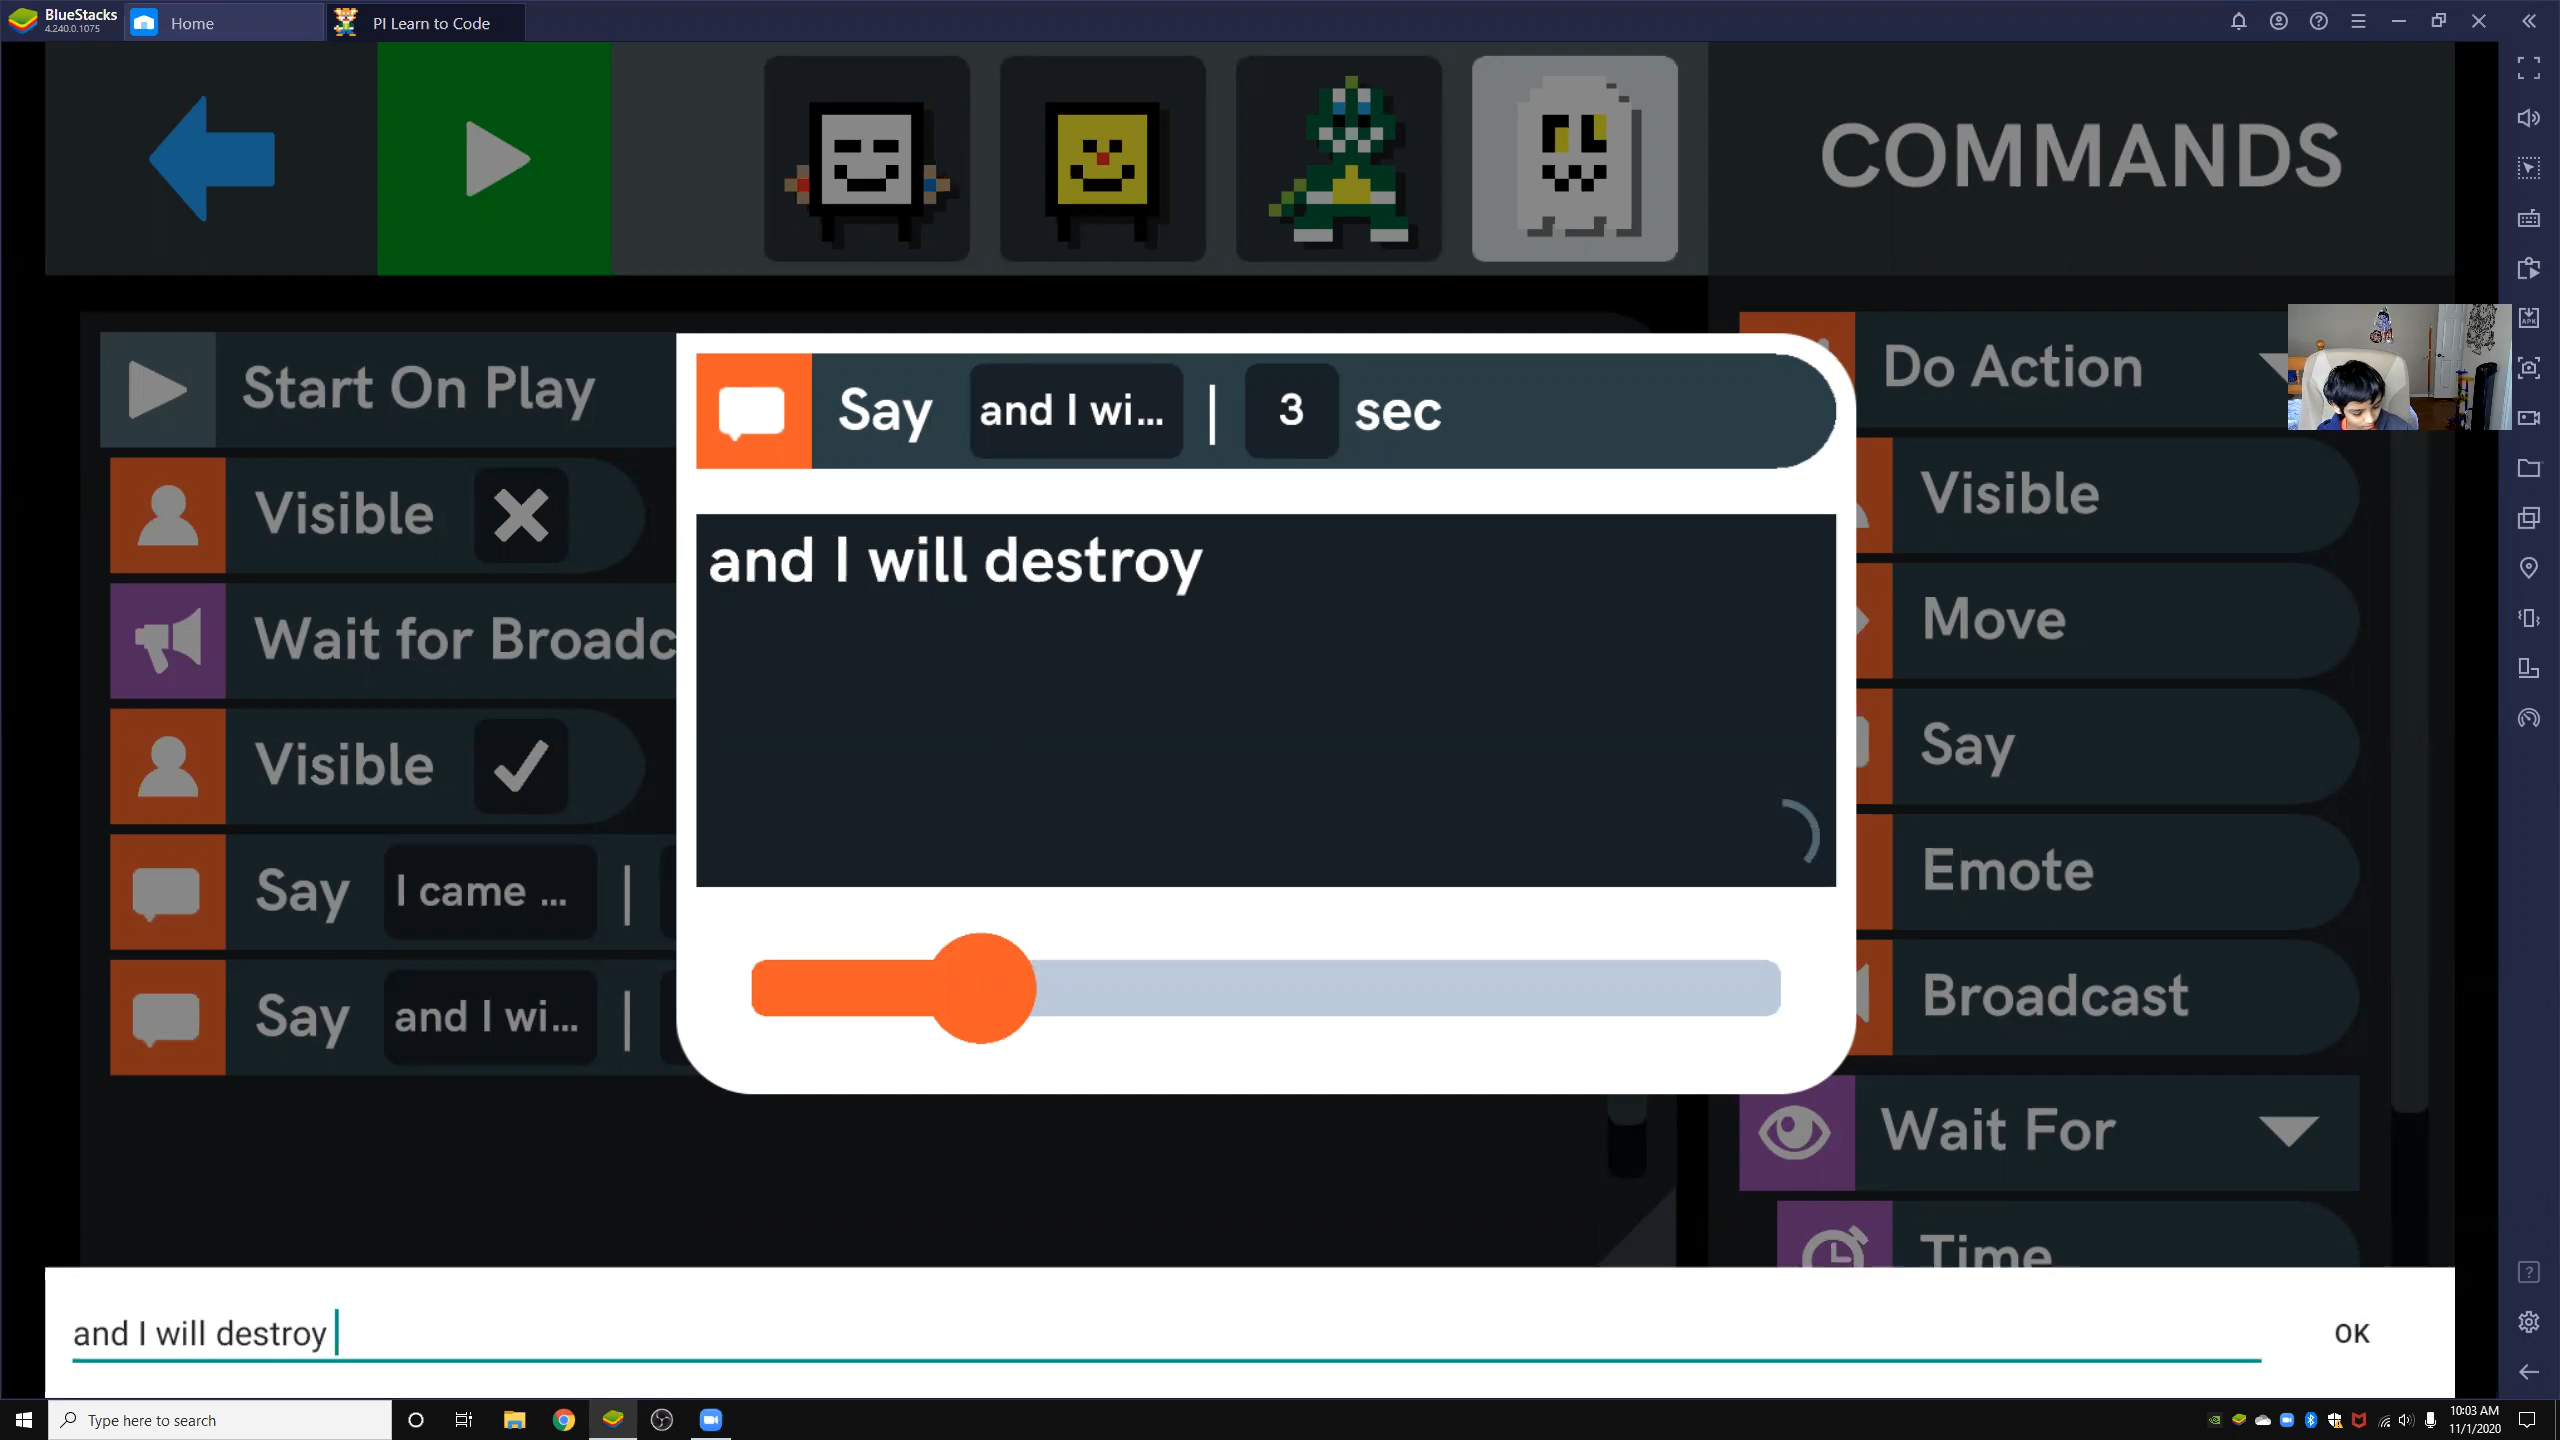 BlueStacks
4.240.0.1075
Home
PI Learn to Code
COMMANDS
Start On Play
Visible
Wait for Broadc
Visible
Say I came ... |
Say and I wi... |
Say and I wi... | 3 sec
and I will destroy
Do Action
Visible
Move
Say
Emote
Broadcast
Wait For
Time
and I will destroy
OK
Type here to search
10:03 AM
11/1/2020